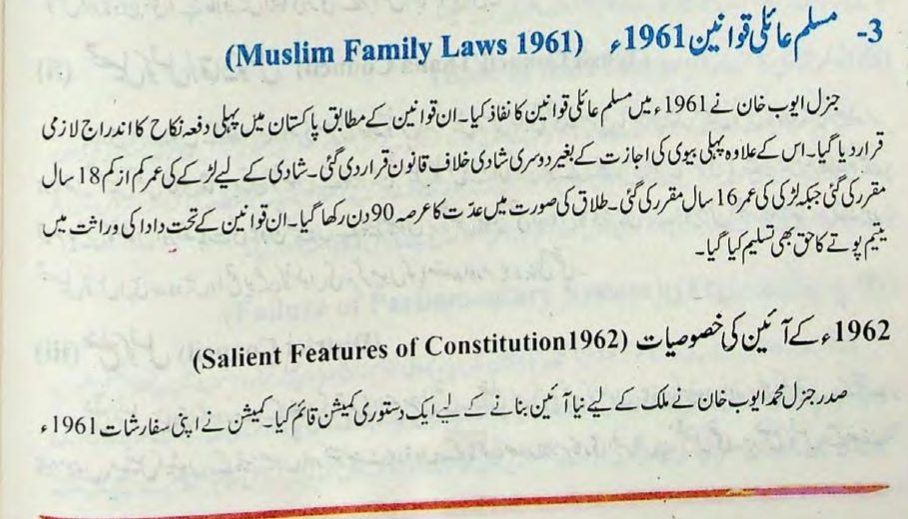 3- مسلم عائلی قوانین 1961ء (Muslim Family Laws 1961)
جنرل ایوب خان نے 1961ء میں مسلم عائلی قوانین کا نفاذ کیا۔ ان قوانین کے مطابق پاکستان میں پہلی دفعہ نکاح کا اندراج لازمی
قرار دیا گیا۔ اس کے علاوہ پہلی بیوی کی اجازت کے بغیر دوسری شادی خلاف قانون قرار دی گئی۔ شادی کے لیے لڑکے کی عمر کم از کم 18 سال
مقرر کی گئی جبکہ لڑکی کی عمر 16 سال مقرر کی گئی۔ طلاق کی صورت میں عدّت کا عرصہ 90 دن رکھا گیا۔ ان قوانین کے تحت دادا کی وراثت میں
یتیم پوتے کا حق بھی تسلیم کیا گیا۔
1962ء کے آئین کی خصوصیات (Salient Features of Constitution1962)
صدر جنرل محمد ایوب خان نے ملک کے لیے نیا آئین بنانے کے لیے ایک دستوری کمیشن قائم کیا۔ کمیشن نے اپنی سفارشات 1961ء